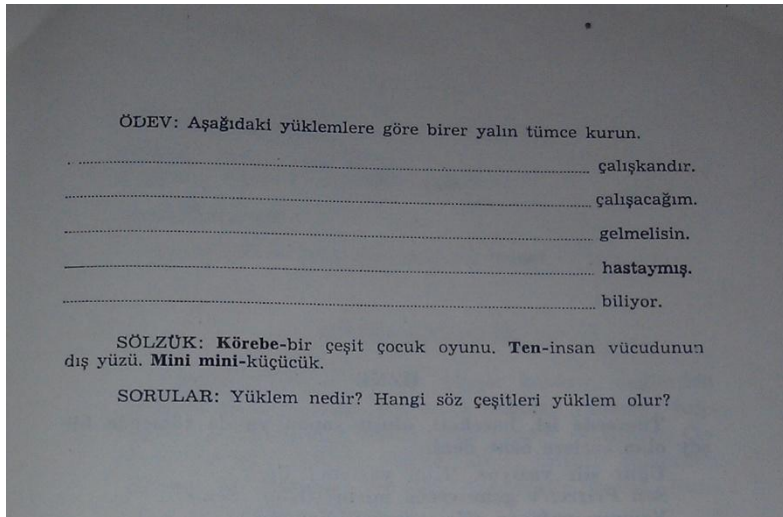 ÖDEV: Aşağıdaki yüklemlere göre birer yalın tümce kurun.
. ........................................................................ çalışkandır.
........................................................................ çalışacağım.
........................................................................ gelmelisin.
........................................................................ hastaymış.
........................................................................ biliyor.
SÖLZÜK: Körebe-bir çeşit çocuk oyunu. Ten-insan vücudunun
dış yüzü. Mini mini-küçücük.
SORULAR: Yüklem nedir? Hangi söz çeşitleri yüklem olur?